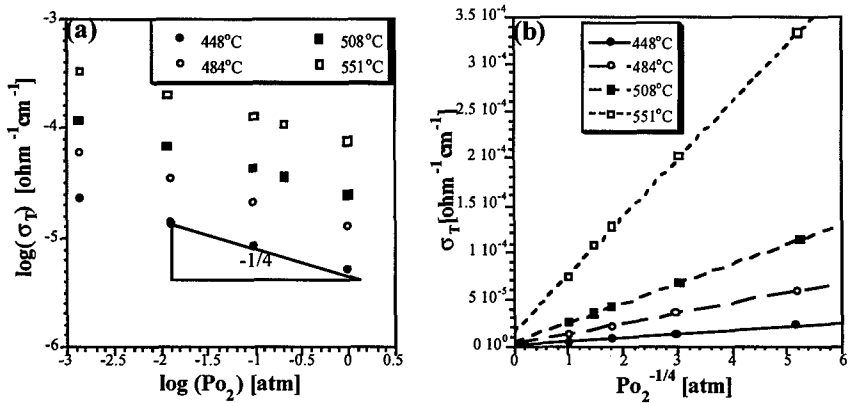 (a)
448°C
484°C
508°C
551°C
-3
-4
-5
-6
log(σT) [ohm⁻¹cm⁻¹]
-1/4
-3 -2.5 -2 -1.5 -1 -0.5 0 0.5
log (Po₂) [atm]
(b)
448°C
484°C
508°C
551°C
3.5 10⁻⁴
3 10⁻⁴
2.5 10⁻⁴
2 10⁻⁴
1.5 10⁻⁴
1 10⁻⁴
5 10⁻⁵
0 10⁰
σT[ohm⁻¹cm⁻¹]
0 1 2 3 4 5 6
Po₂⁻¹/⁴ [atm]